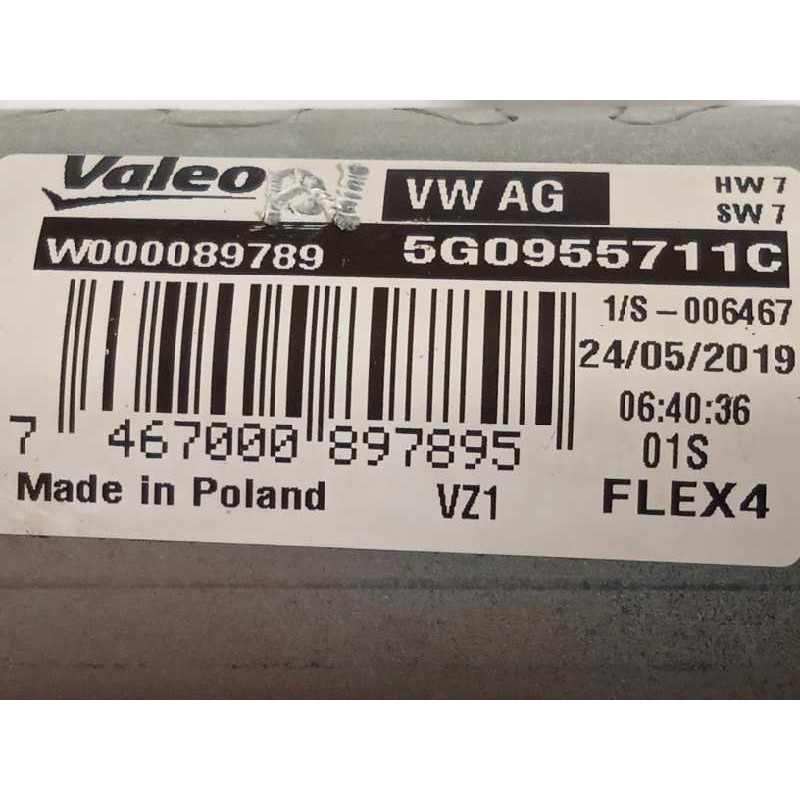 Valeo VW AG HW 7
SW 7
W000089789 5G0955711C
1/S-006467
24/05/2019
06:40:36
7 467000 897895 01S
Made in Poland VZ1 FLEX4